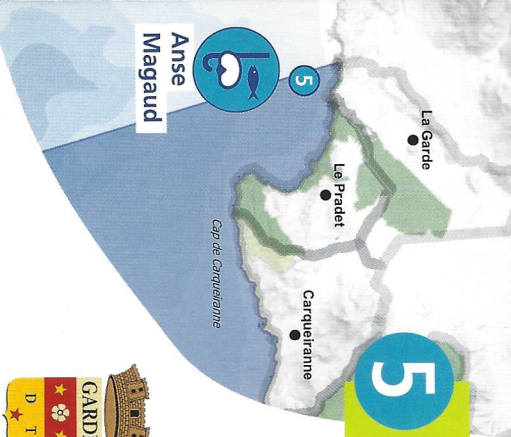 5
Anse
Magaud
La Garde
Le Pradet
Cap de Carqueiranne
Carqueiranne
5
GARD
D T